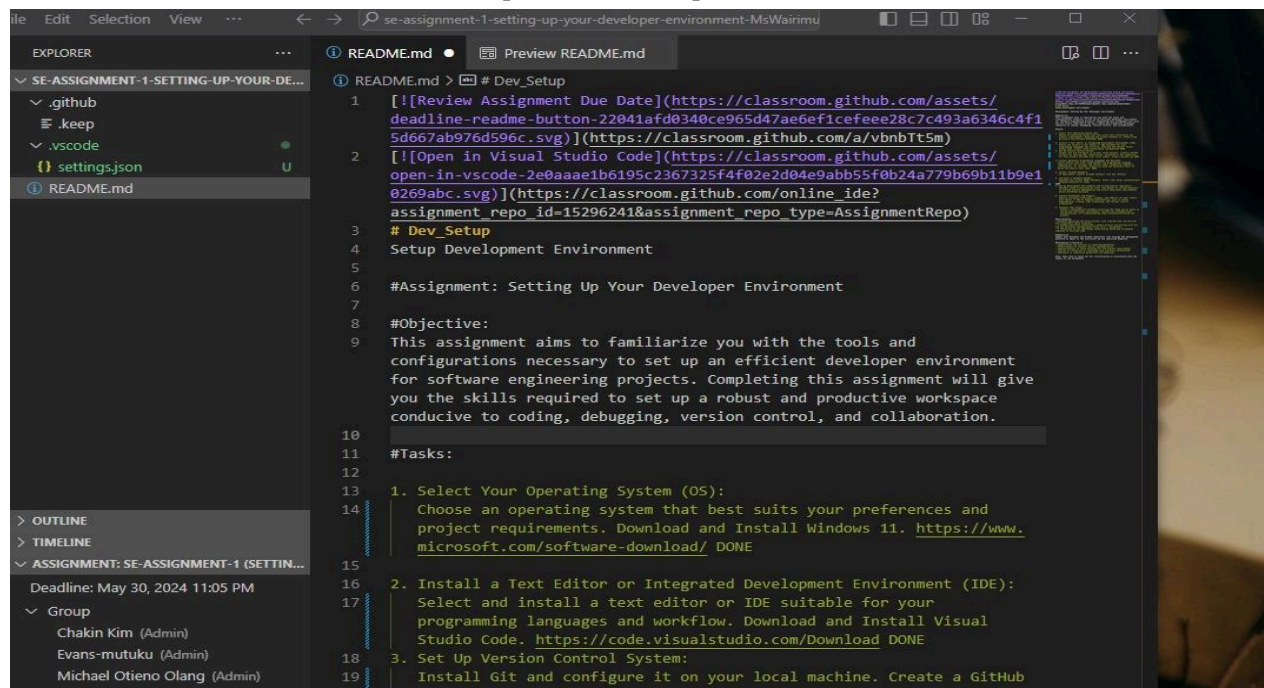 ile Edit Selection View ···
se-assignment-1-setting-up-your-developer-environment-MsWairimu
EXPLORER ···
README.md
Preview README.md
SE-ASSIGNMENT-1-SETTING-UP-YOUR-DE...
.github
.keep
.vscode
{} settings.json U
README.md
README.md > # Dev_Setup
1 [![Review Assignment Due Date](https://classroom.github.com/assets/
deadline-readme-button-22041afd0340ce965d47ae6ef1cefeee28c7c493a6346c4f1
5d667ab976d596c.svg)](https://classroom.github.com/a/vbnbTt5m)
2 [![Open in Visual Studio Code](https://classroom.github.com/assets/
open-in-vscode-2e0aaae1b6195c2367325f4f02e2d04e9abb55f0b24a779b69b11b9e1
0269abc.svg)](https://classroom.github.com/online_ide?
assignment_repo_id=15296241&assignment_repo_type=AssignmentRepo)
3 # Dev_Setup
4 Setup Development Environment
5
6 #Assignment: Setting Up Your Developer Environment
7
8 #Objective:
9 This assignment aims to familiarize you with the tools and
configurations necessary to set up an efficient developer environment
for software engineering projects. Completing this assignment will give
you the skills required to set up a robust and productive workspace
conducive to coding, debugging, version control, and collaboration.
10
11 #Tasks:
12
13 1. Select Your Operating System (OS):
14 Choose an operating system that best suits your preferences and
project requirements. Download and Install Windows 11. https://www.
microsoft.com/software-download/ DONE
15
16 2. Install a Text Editor or Integrated Development Environment (IDE):
17 Select and install a text editor or IDE suitable for your
programming languages and workflow. Download and Install Visual
Studio Code. https://code.visualstudio.com/Download DONE
18 3. Set Up Version Control System:
19 Install Git and configure it on your local machine. Create a GitHub
OUTLINE
TIMELINE
ASSIGNMENT: SE-ASSIGNMENT-1 (SETTIN...
Deadline: May 30, 2024 11:05 PM
Group
Chakin Kim (Admin)
Evans-mutuku (Admin)
Michael Otieno Olang (Admin)